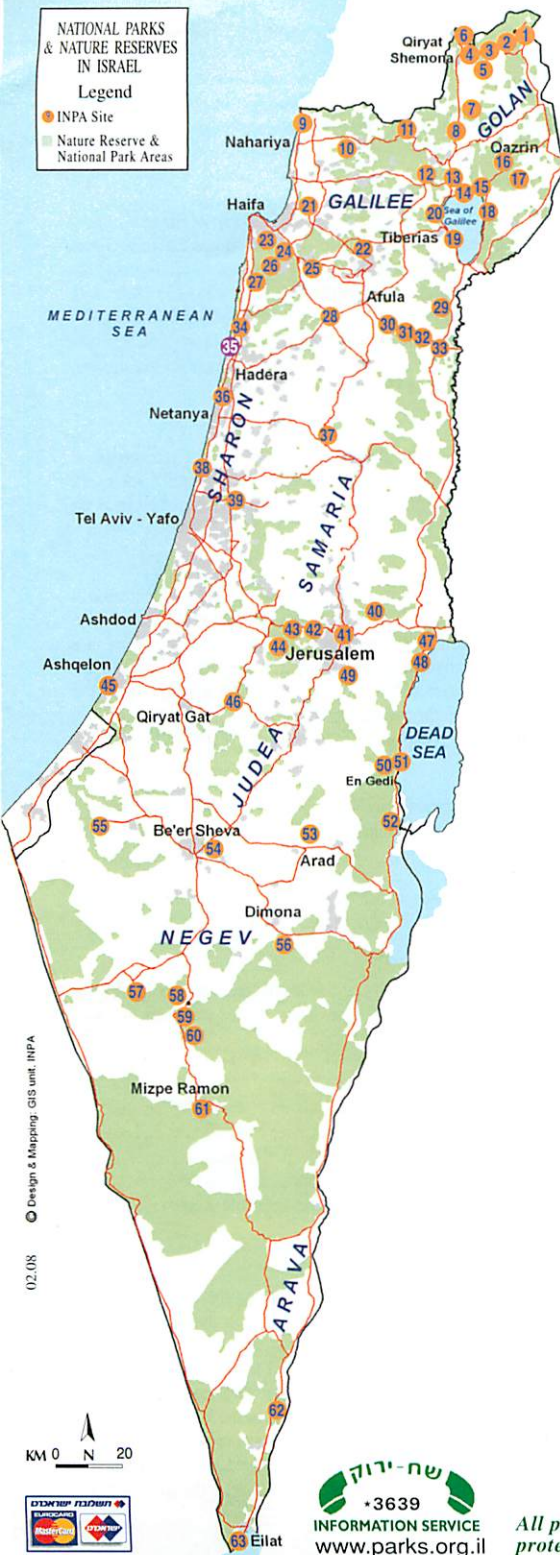 NATIONAL PARKS
& NATURE RESERVES
IN ISRAEL
Legend
INPA Site
Nature Reserve &
National Park Areas
6
1
2
3
4
5
Qiryat
Shemona
7
8
GOLAN
9
10
11
Nahariya
Qazrin
16
12
13
14
15
17
18
GALILEE
Haifa
21
20
Sea of
Galilee
Tiberias
19
23
24
22
26
25
27
Afula
28
29
30
31
32
33
MEDITERRANEAN
SEA
34
35
Hadera
36
Netanya
37
SHARON
38
39
SAMARIA
Tel Aviv - Yafo
Ashdod
40
43
42
41
44
Jerusalem
47
48
Ashqelon
45
49
46
Qiryat Gat
JUDEA
DEAD
SEA
50
51
En Gedi
52
55
Be'er Sheva
53
54
Arad
Dimona
NEGEV
56
57
58
59
60
Mizpe Ramon
61
ARAVA
62
63
Eilat
© Design & Mapping: GIS unit. INPA
02.08
KM 0 N 20
תשלובת ישראכרט
EUROCARD
MasterCard
ישראכרט
שח-ירוק
*3639
INFORMATION SERVICE
www.parks.org.il
All p
prote